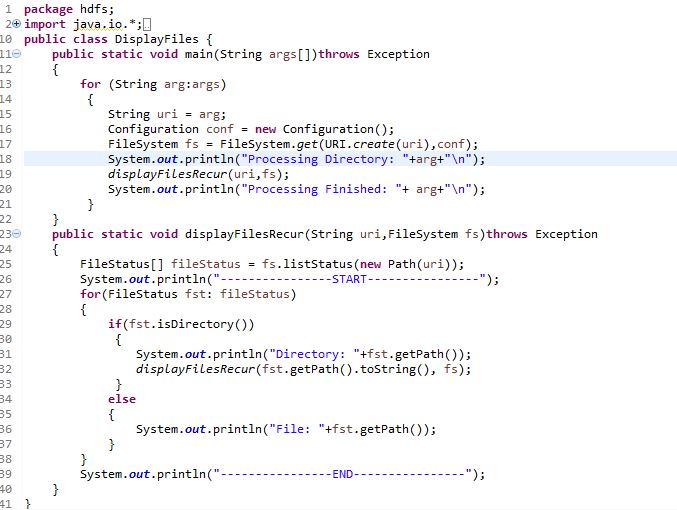 1 package hdfs;
2 import java.io.*;
10 public class DisplayFiles {
11 public static void main(String args[])throws Exception
12 {
13 for (String arg:args)
14 {
15 String uri = arg;
16 Configuration conf = new Configuration();
17 FileSystem fs = FileSystem.get(URI.create(uri),conf);
18 System.out.println("Processing Directory: "+arg+"\n");
19 displayFilesRecur(uri,fs);
20 System.out.println("Processing Finished: "+ arg+"\n");
21 }
22 }
23 public static void displayFilesRecur(String uri,FileSystem fs)throws Exception
24 {
25 FileStatus[] fileStatus = fs.listStatus(new Path(uri));
26 System.out.println("----------------START----------------");
27 for(FileStatus fst: fileStatus)
28 {
29 if(fst.isDirectory())
30 {
31 System.out.println("Directory: "+fst.getPath());
32 displayFilesRecur(fst.getPath().toString(), fs);
33 }
34 else
35 {
36 System.out.println("File: "+fst.getPath());
37 }
38 }
39 System.out.println("----------------END----------------");
40 }
41 }